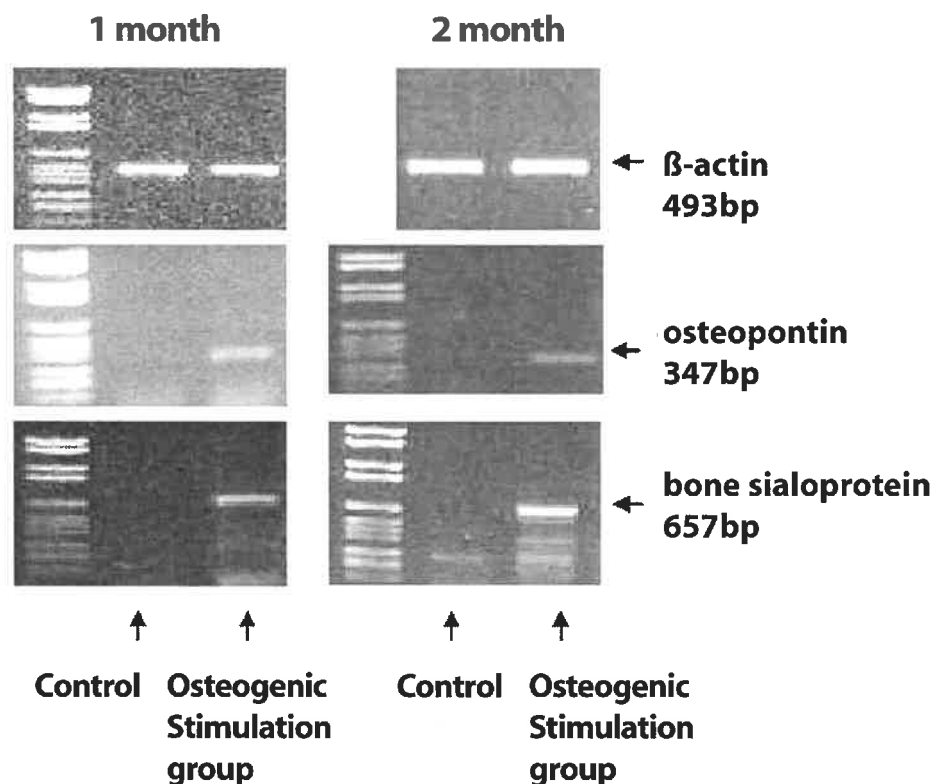 1 month
2 month
ß-actin
493bp
osteopontin
347bp
bone sialoprotein
657bp
Control
Osteogenic
Stimulation
group
Control
Osteogenic
Stimulation
group